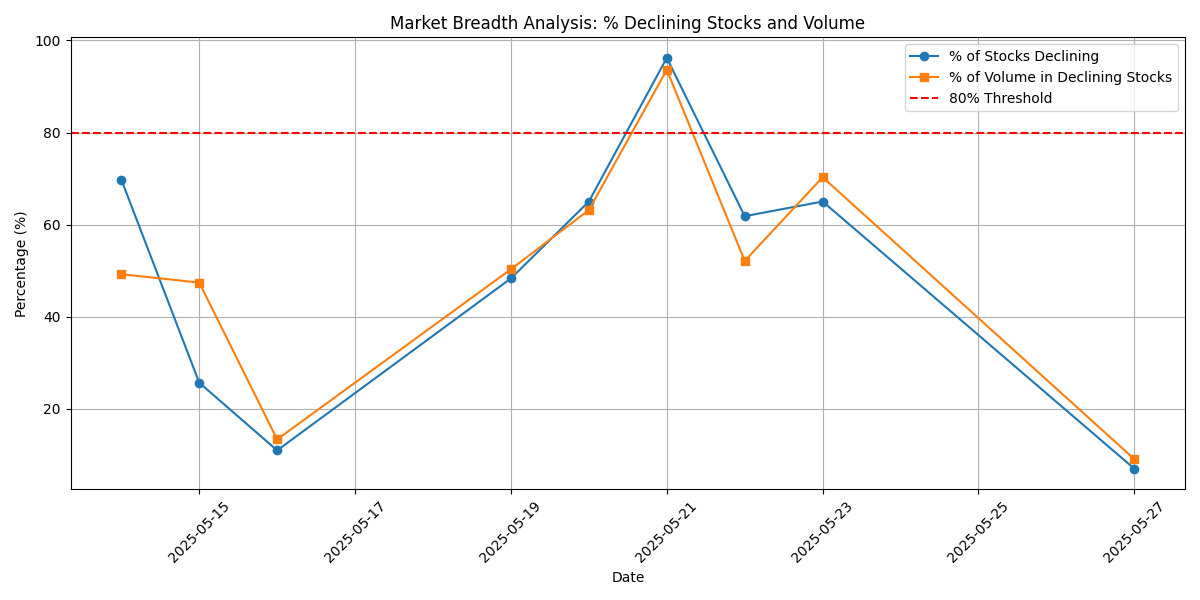 Market Breadth Analysis: % Declining Stocks and Volume
% of Stocks Declining
% of Volume in Declining Stocks
80% Threshold
Percentage (%)
100
80
60
40
20
2025-05-15
2025-05-17
2025-05-19
2025-05-21
2025-05-23
2025-05-25
2025-05-27
Date